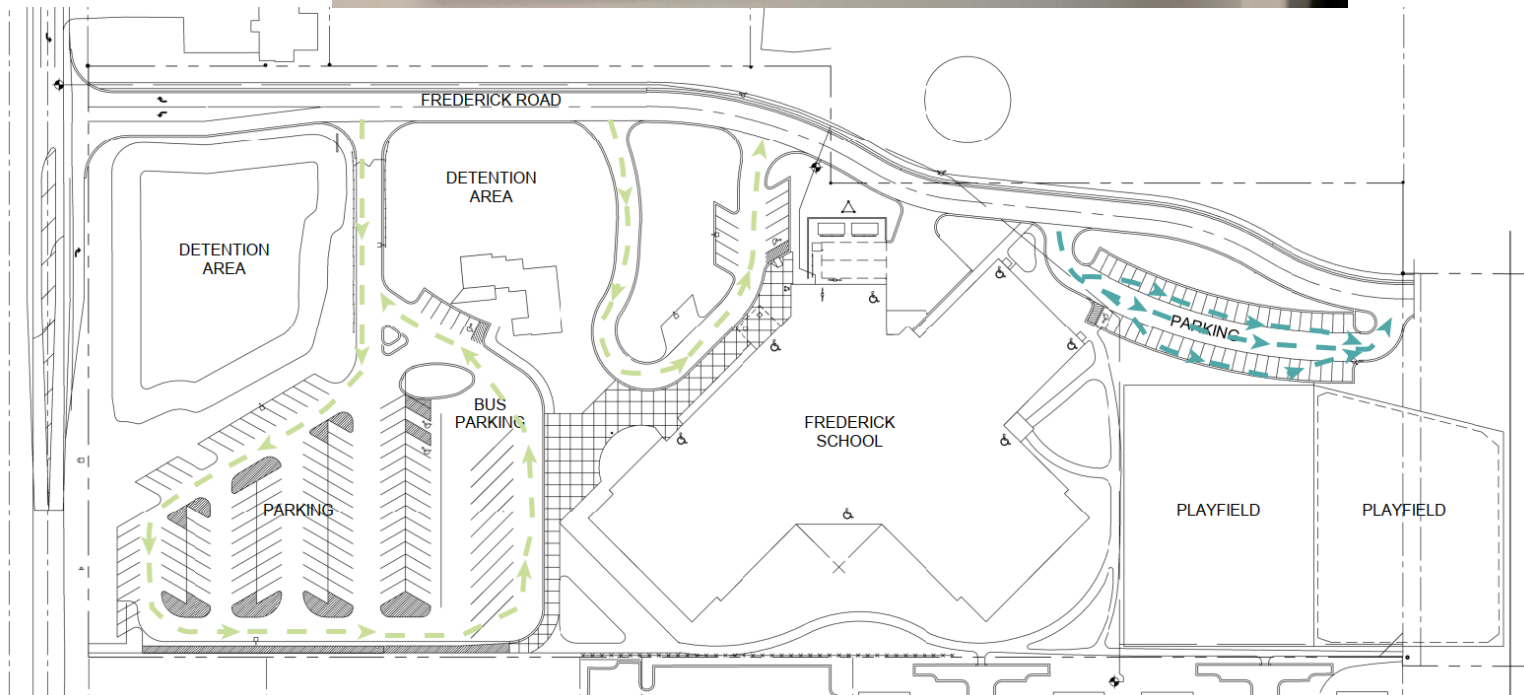 FREDERICK ROAD
DETENTION
AREA
DETENTION
AREA
PARKING
BUS
PARKING
FREDERICK
SCHOOL
PARKING
PLAYFIELD
PLAYFIELD